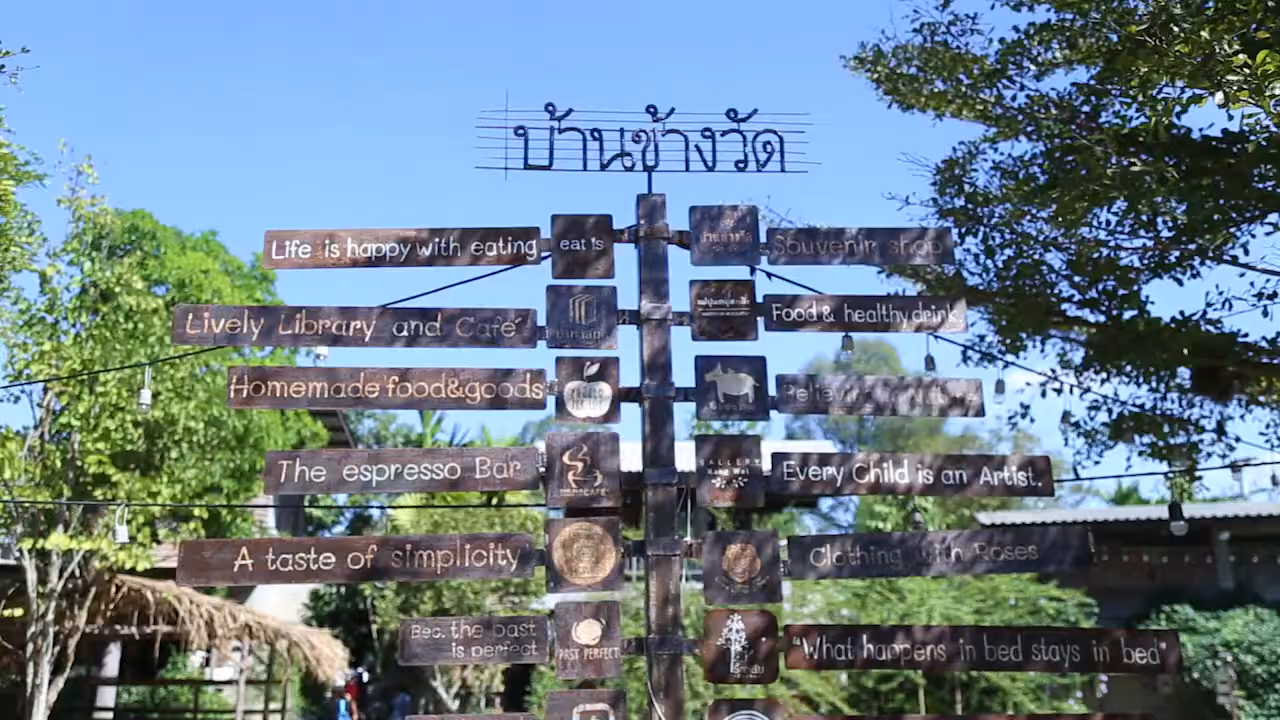 บ้านข้างวัด
Life is happy with eating
eat is
Souvenir shop
Lively Library and Café
Food & healthy drink.
Homemade food&goods
The espresso Bar
GALLERY
Every Child is an Artist.
A taste of simplicity
Clothing with Roses
Bec. the past
is perfect
PAST PERFECT
"What happens in bed stays in bed"